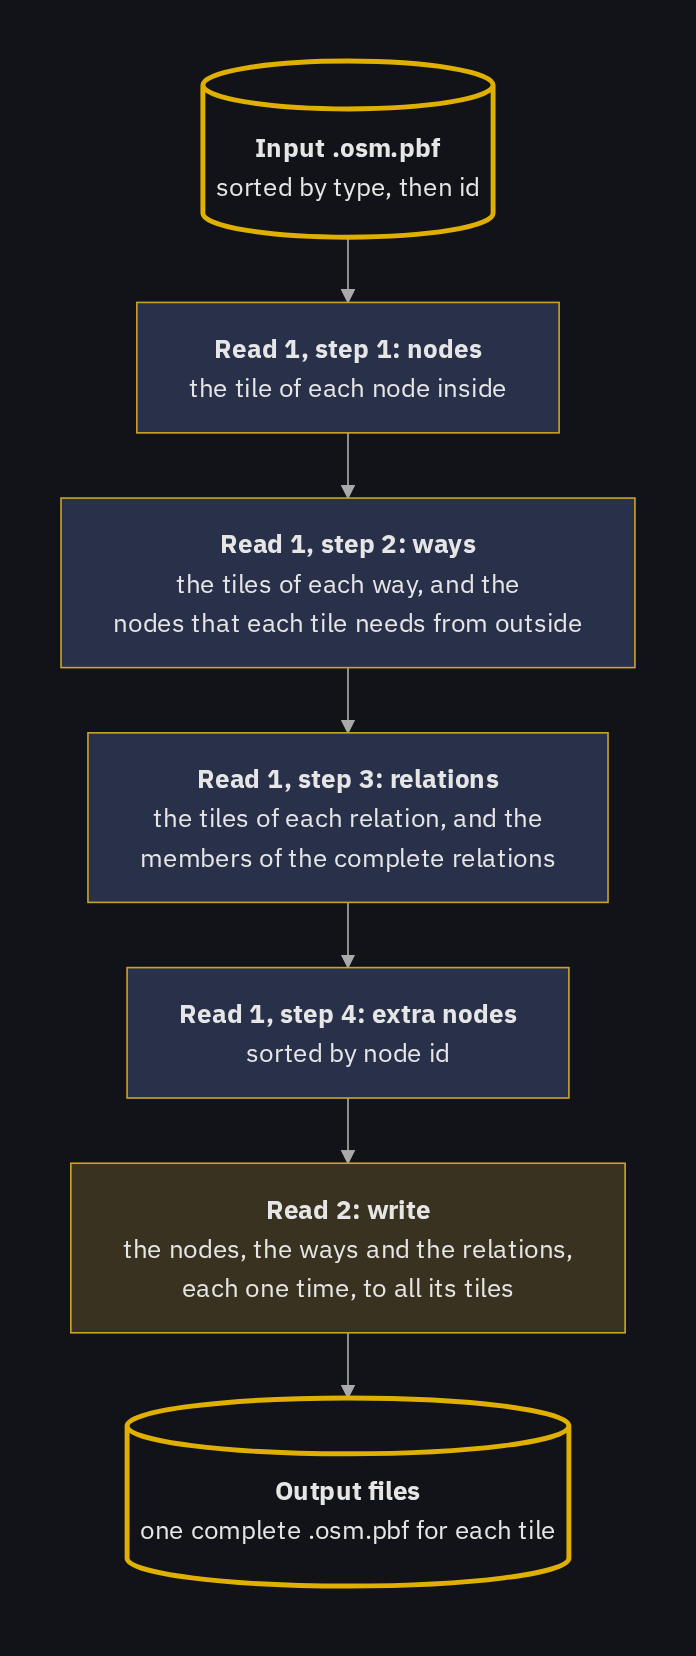 Input .osm.pbf
sorted by type, then id
Read 1, step 1: nodes
the tile of each node inside
Read 1, step 2: ways
the tiles of each way, and the
nodes that each tile needs from outside
Read 1, step 3: relations
the tiles of each relation, and the
members of the complete relations
Read 1, step 4: extra nodes
sorted by node id
Read 2: write
the nodes, the ways and the relations,
each one time, to all its tiles
Output files
one complete .osm.pbf for each tile